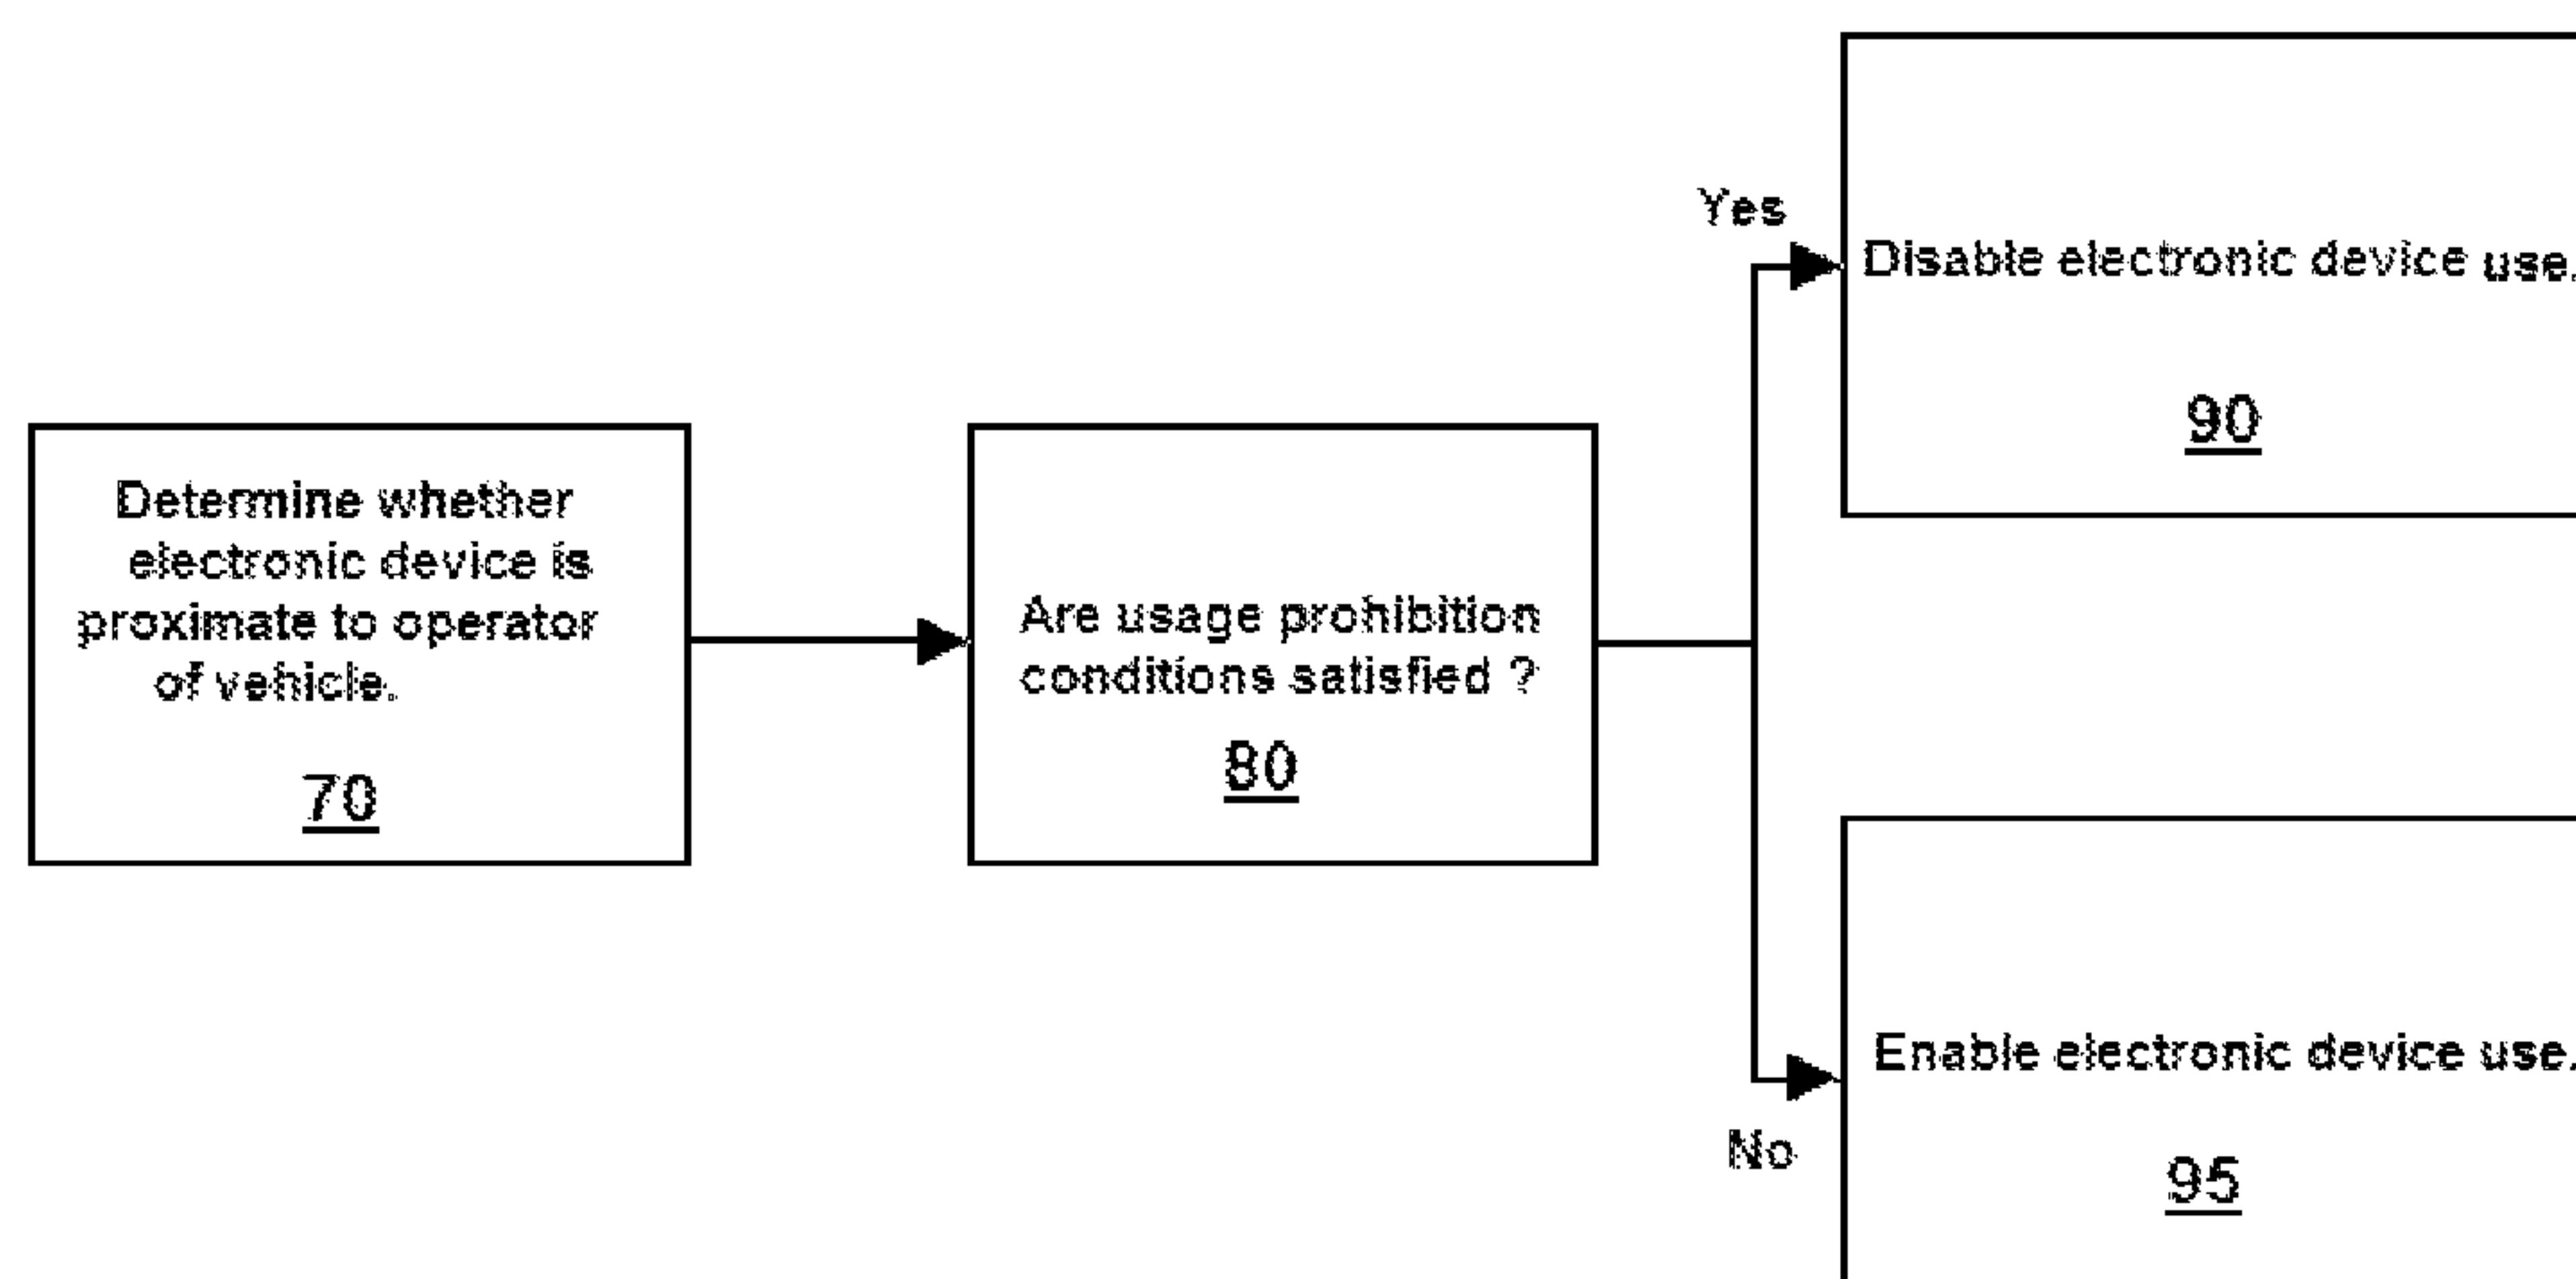 Determine whether
electronic device is
proximate to operator
of vehicle.
70
Are usage prohibition
conditions satisfied ?
80
Yes
Disable electronic device use.
90
No
Enable electronic device use.
95